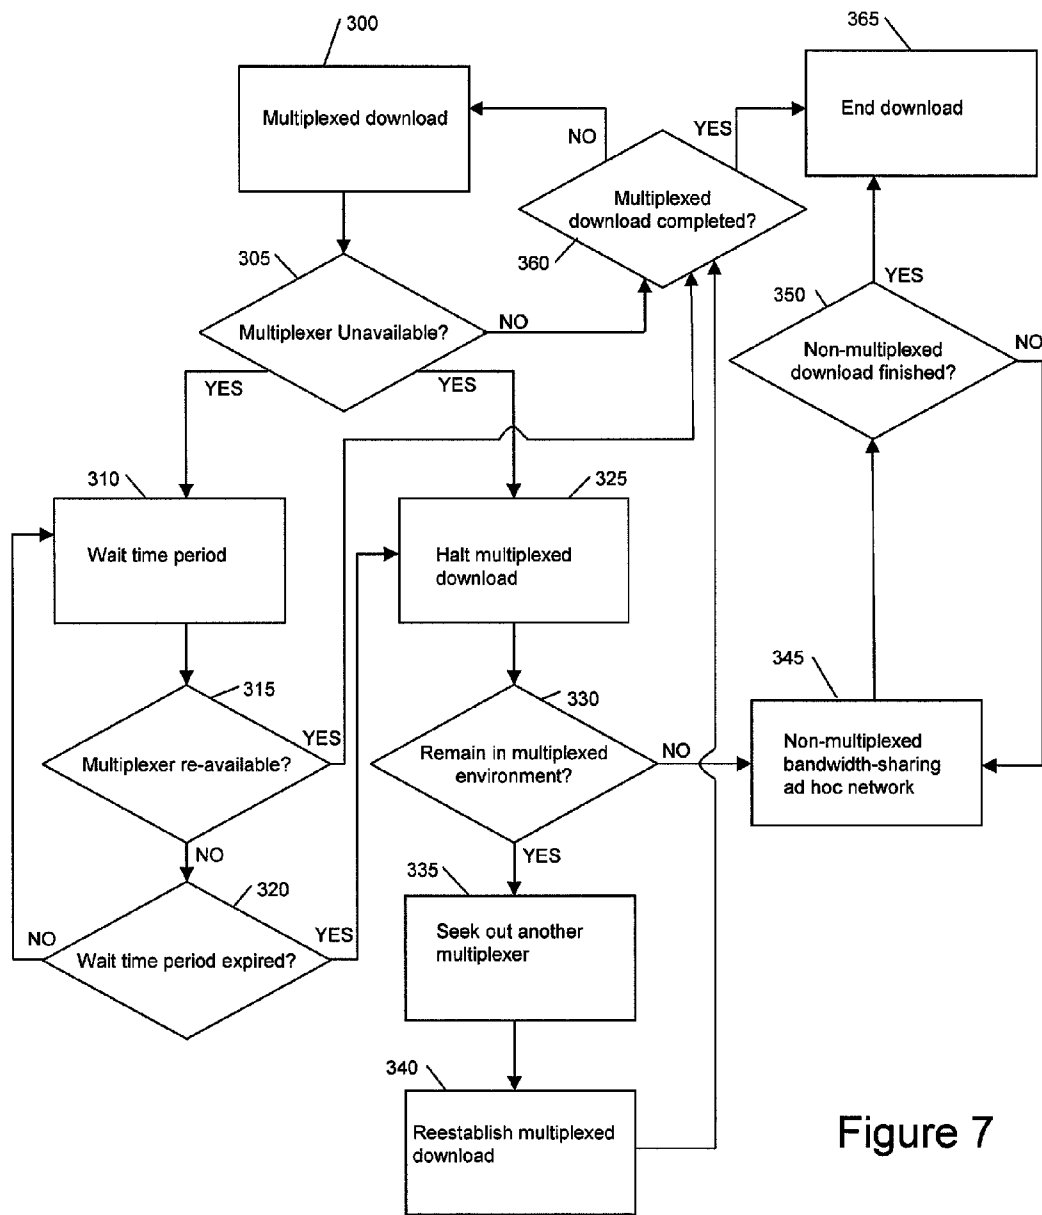 300
Multiplexed download
365
End download
NO
YES
Multiplexed
download completed?
360
305
Multiplexer Unavailable?
NO
YES
YES
350
YES
Non-multiplexed
download finished?
NO
310
Wait time period
325
Halt multiplexed
download
315
Multiplexer re-available?
YES
NO
330
Remain in multiplexed
environment?
NO
YES
345
Non-multiplexed
bandwidth-sharing
ad hoc network
320
Wait time period expired?
NO
YES
335
Seek out another
multiplexer
340
Reestablish multiplexed
download
Figure 7